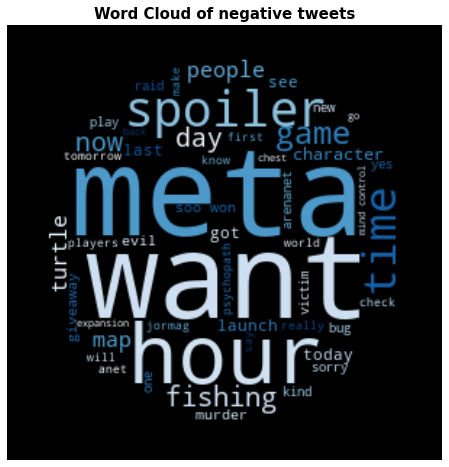 Word Cloud of negative tweets
people
raid
make
see
spoiler
new
go
play
back
day
first
game
now
last
tomorrow
know
chest
character
yes
meta
soo won
arenanet
mind control
time
turtle
players
evil
got
world
want
giveaway
psychopath
victim
check
expansion
jormag
launch
really
bug
hour
map
say
will
anet
one
today
sorry
fishing
kind
murder